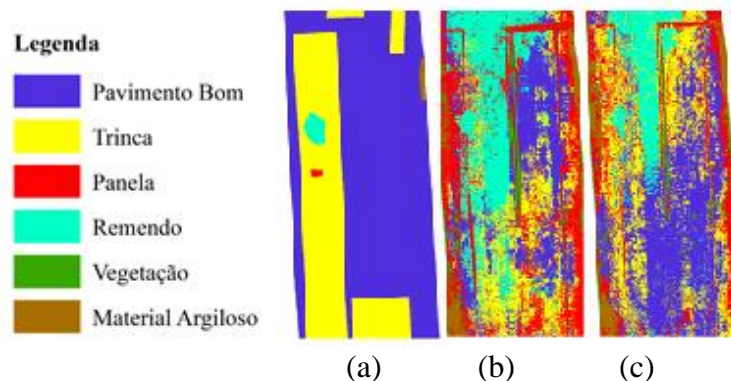 Legenda
Pavimento Bom
Trinca
Panela
Remendo
Vegetação
Material Argiloso
(a) (b) (c)